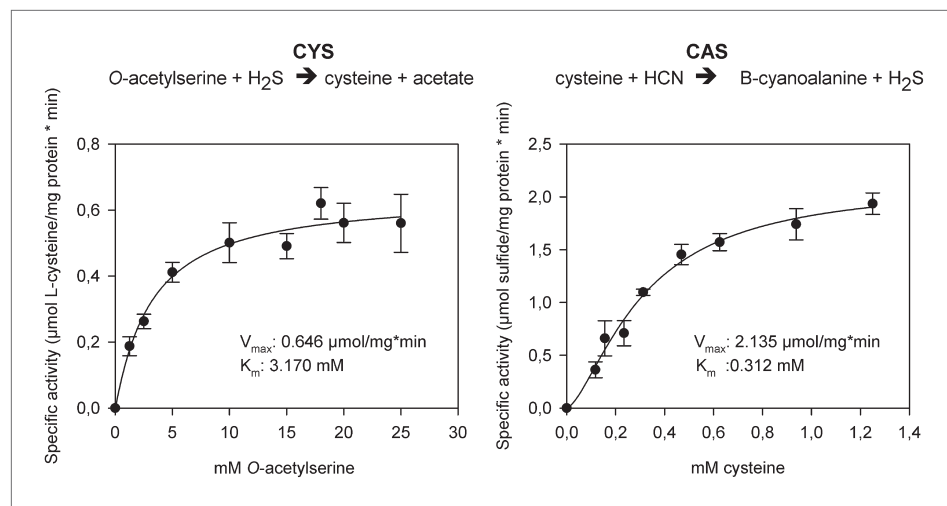 CYS
O-acetylserine + H₂S ➔ cysteine + acetate
Specific activity (µmol L-cysteine/mg protein * min)
0,8
0,6
0,4
0,2
0,0
Vmax: 0.646 µmol/mg*min
Km: 3.170 mM
0 5 10 15 20 25 30
mM O-acetylserine
CAS
cysteine + HCN ➔ B-cyanoalanine + H₂S
Specific activity (µmol sulfide/mg protein * min)
2,5
2,0
1,5
1,0
0,5
0,0
Vmax: 2.135 µmol/mg*min
Km :0.312 mM
0,0 0,2 0,4 0,6 0,8 1,0 1,2 1,4
mM cysteine